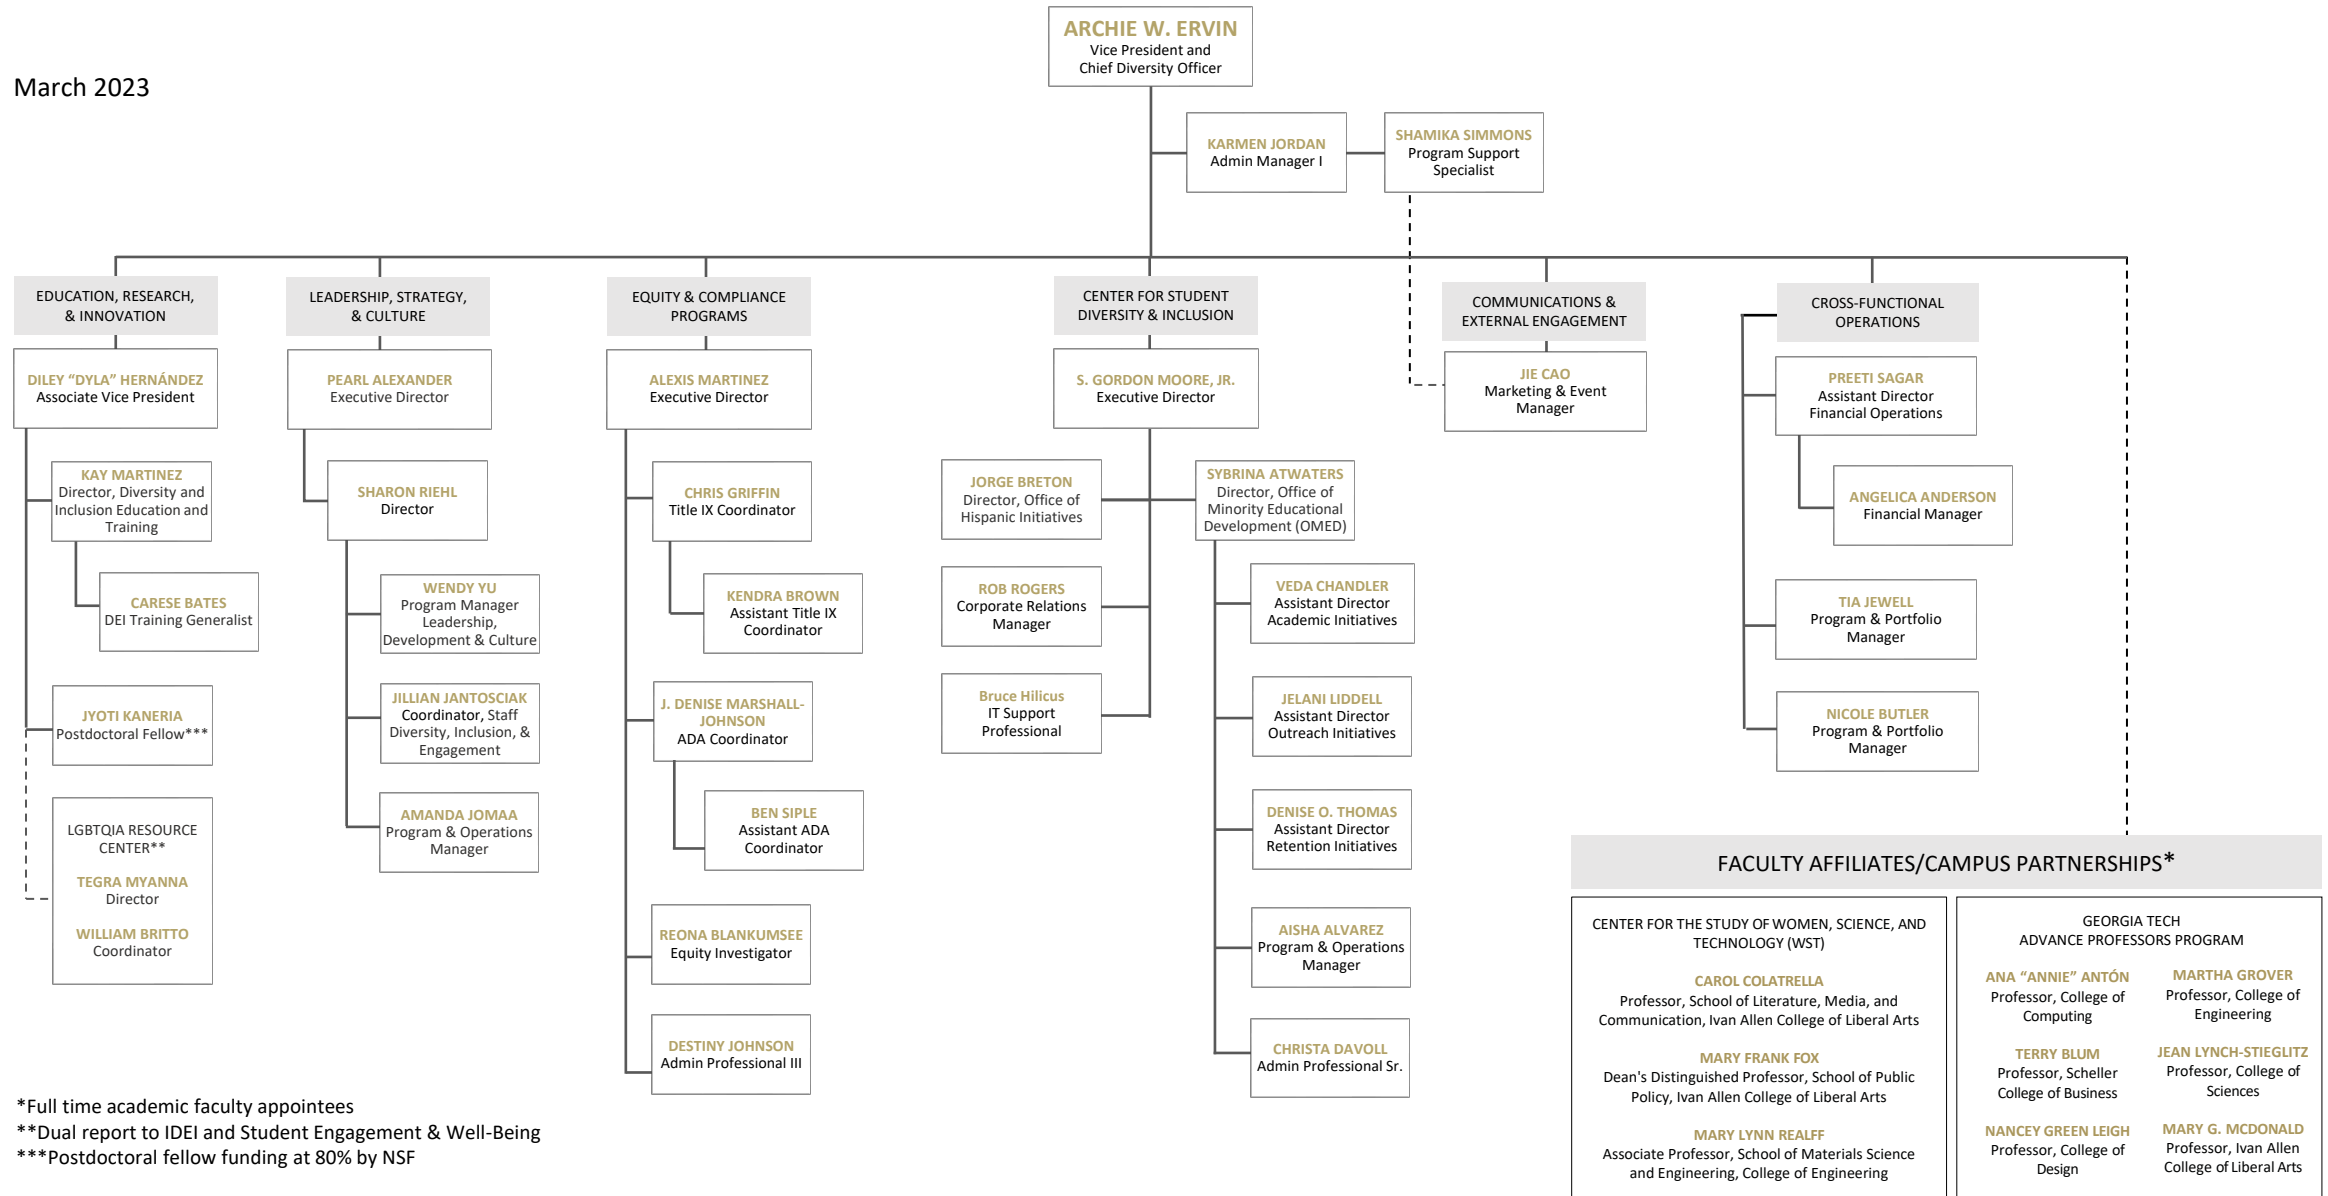 ARCHIE W. ERVIN
Vice President and
Chief Diversity Officer
March 2023
KARMEN JORDAN
Admin Manager I
SHAMIKA SIMMONS
Program Support
Specialist
EDUCATION, RESEARCH,
& INNOVATION
DILEY “DYLA” HERNÁNDEZ
Associate Vice President
KAY MARTINEZ
Director, Diversity and
Inclusion Education and
Training
CARESE BATES
DEI Training Generalist
JYOTI KANERIA
Postdoctoral Fellow***
LGBTQIA RESOURCE
CENTER**
TEGRA MYANNA
Director
WILLIAM BRITTO
Coordinator
LEADERSHIP, STRATEGY,
& CULTURE
PEARL ALEXANDER
Executive Director
SHARON RIEHL
Director
WENDY YU
Program Manager
Leadership,
Development & Culture
JILLIAN JANTOSCIAK
Coordinator, Staff
Diversity, Inclusion, &
Engagement
AMANDA JOMAA
Program & Operations
Manager
EQUITY & COMPLIANCE
PROGRAMS
ALEXIS MARTINEZ
Executive Director
CHRIS GRIFFIN
Title IX Coordinator
KENDRA BROWN
Assistant Title IX
Coordinator
J. DENISE MARSHALL-
JOHNSON
ADA Coordinator
BEN SIPLE
Assistant ADA
Coordinator
REONA BLANKUMSEE
Equity Investigator
DESTINY JOHNSON
Admin Professional III
CENTER FOR STUDENT
DIVERSITY & INCLUSION
S. GORDON MOORE, JR.
Executive Director
JORGE BRETON
Director, Office of
Hispanic Initiatives
ROB ROGERS
Corporate Relations
Manager
Bruce Hilicus
IT Support
Professional
SYBRINA ATWATERS
Director, Office of
Minority Educational
Development (OMED)
VEDA CHANDLER
Assistant Director
Academic Initiatives
JELANI LIDDELL
Assistant Director
Outreach Initiatives
DENISE O. THOMAS
Assistant Director
Retention Initiatives
AISHA ALVAREZ
Program & Operations
Manager
CHRISTA DAVOLL
Admin Professional Sr.
COMMUNICATIONS &
EXTERNAL ENGAGEMENT
JIE CAO
Marketing & Event
Manager
CROSS-FUNCTIONAL
OPERATIONS
PREETI SAGAR
Assistant Director
Financial Operations
ANGELICA ANDERSON
Financial Manager
TIA JEWELL
Program & Portfolio
Manager
NICOLE BUTLER
Program & Portfolio
Manager
FACULTY AFFILIATES/CAMPUS PARTNERSHIPS*
CENTER FOR THE STUDY OF WOMEN, SCIENCE, AND
TECHNOLOGY (WST)
CAROL COLATRELLA
Professor, School of Literature, Media, and
Communication, Ivan Allen College of Liberal Arts
MARY FRANK FOX
Dean's Distinguished Professor, School of Public
Policy, Ivan Allen College of Liberal Arts
MARY LYNN REALFF
Associate Professor, School of Materials Science
and Engineering, College of Engineering
GEORGIA TECH
ADVANCE PROFESSORS PROGRAM
ANA “ANNIE” ANTÓN
Professor, College of
Computing
MARTHA GROVER
Professor, College of
Engineering
TERRY BLUM
Professor, Scheller
College of Business
JEAN LYNCH-STIEGLITZ
Professor, College of
Sciences
NANCEY GREEN LEIGH
Professor, College of
Design
MARY G. MCDONALD
Professor, Ivan Allen
College of Liberal Arts
*Full time academic faculty appointees
**Dual report to IDEI and Student Engagement & Well-Being
***Postdoctoral fellow funding at 80% by NSF